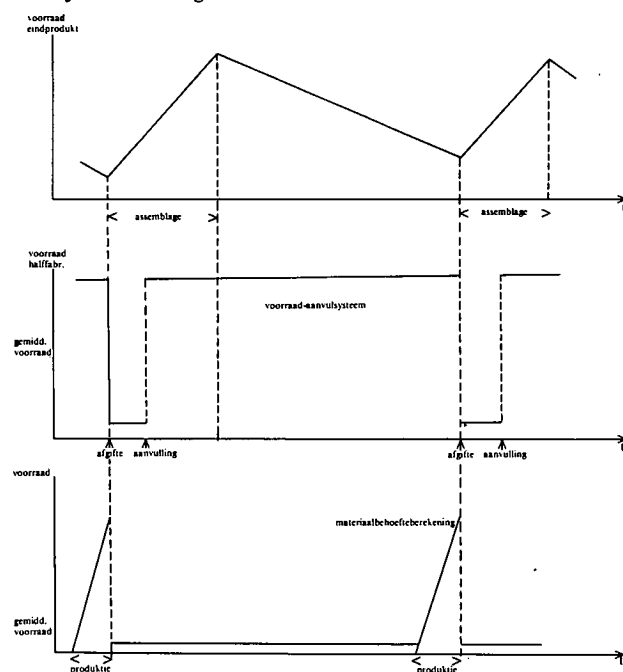 voorraad
eindprodukt
< assemblage >
< assemblage >
t
voorraad
halffabr.
voorraad-aanvulsysteem
gemidd.
voorraad
afgifte aanvulling
afgifte aanvulling
t
voorraad
materiaalbehoefteberekening
gemidd.
voorraad
produktie
produktie
t